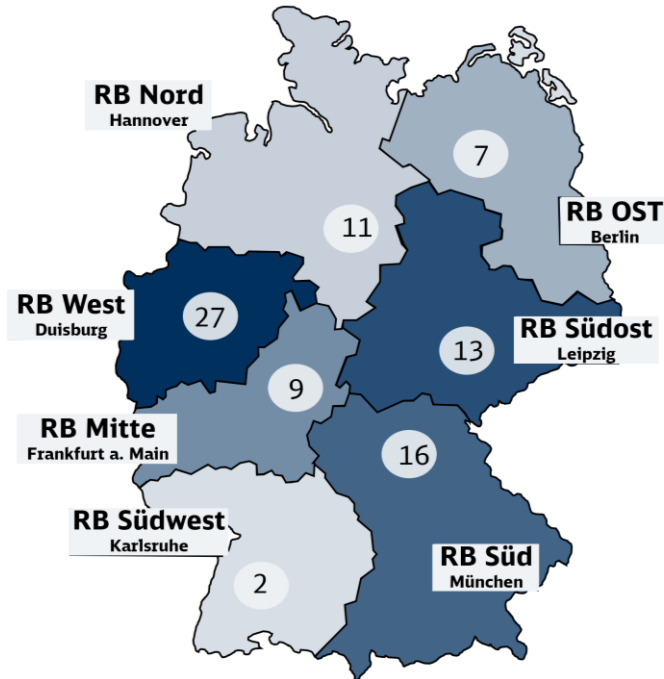 RB Nord
Hannover
7
RB OST
Berlin
11
RB West
Duisburg
27
RB Südost
Leipzig
13
9
RB Mitte
Frankfurt a. Main
16
RB Südwest
Karlsruhe
RB Süd
München
2